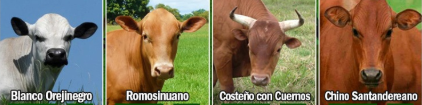 Blanco Orejinegro
Romosinuano
Costeño con Cuernos
Chino Santandereano